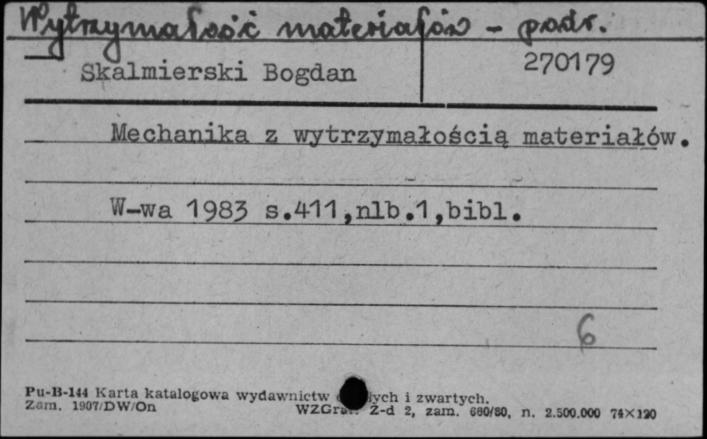 Wytrzymałość materiałów - podr.
Skalmierski Bogdan
270179
Mechanika z wytrzymałością materiałów.
W-wa 1983 s.411,nlb.1,bibl.
6
Pu-B-144 Karta katalogowa wydawnictw i zwartych.
Zam. 1907/DW/On
Z-d 2, zam. 680/80, n. 2.500.000 74×120